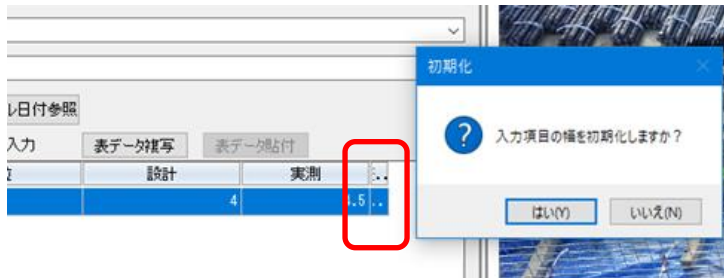 初期化
入力項目の幅を初期化しますか？
はい(Y)
いいえ(N)
ル日付参照
入力
表データ複写
表データ貼付
位
設計
実測
4
.5